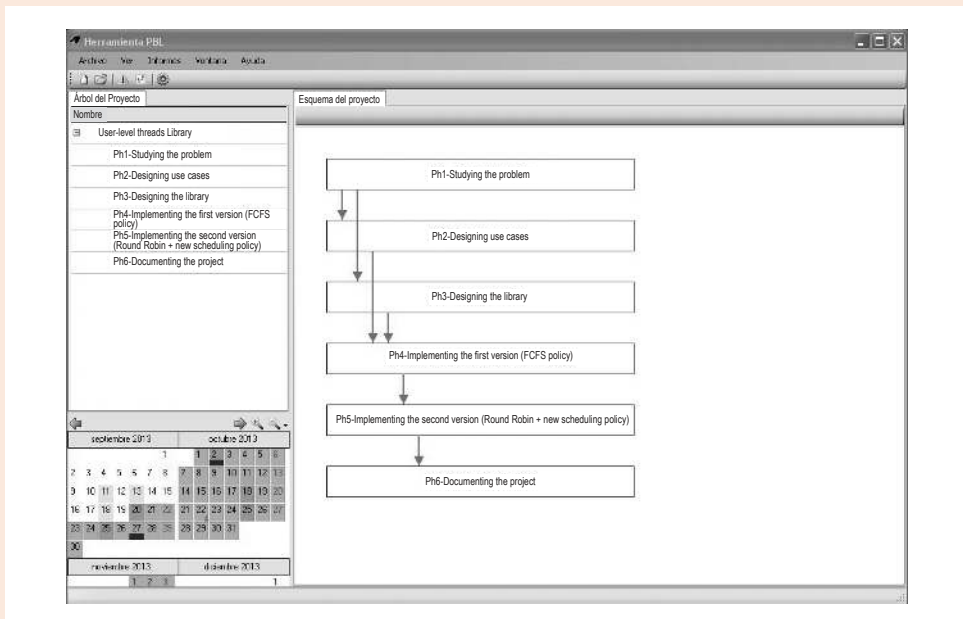 Herramienta PBL
Archivo Ver Informes Ventana Ayuda
Árbol del Proyecto
Nombre
User-level threads Library
Ph1-Studying the problem
Ph2-Designing use cases
Ph3-Designing the library
Ph4-Implementing the first version (FCFS
policy)
Ph5-Implementing the second version
(Round Robin + new scheduling policy)
Ph6-Documenting the project
Esquema del proyecto
Ph1-Studying the problem
Ph2-Designing use cases
Ph3-Designing the library
Ph4-Implementing the first version (FCFS policy)
Ph5-Implementing the second version (Round Robin + new scheduling policy)
Ph6-Documenting the project
septiembre 2013 octubre 2013
1 1 2 3 4 5 6
2 3 4 5 6 7 8 7 8 9 10 11 12 13
9 10 11 12 13 14 15 14 15 16 17 18 19 20
16 17 18 19 20 21 22 21 22 23 24 25 26 27
23 24 25 26 27 28 29 28 29 30 31
30
noviembre 2013 diciembre 2013
1 2 3 1